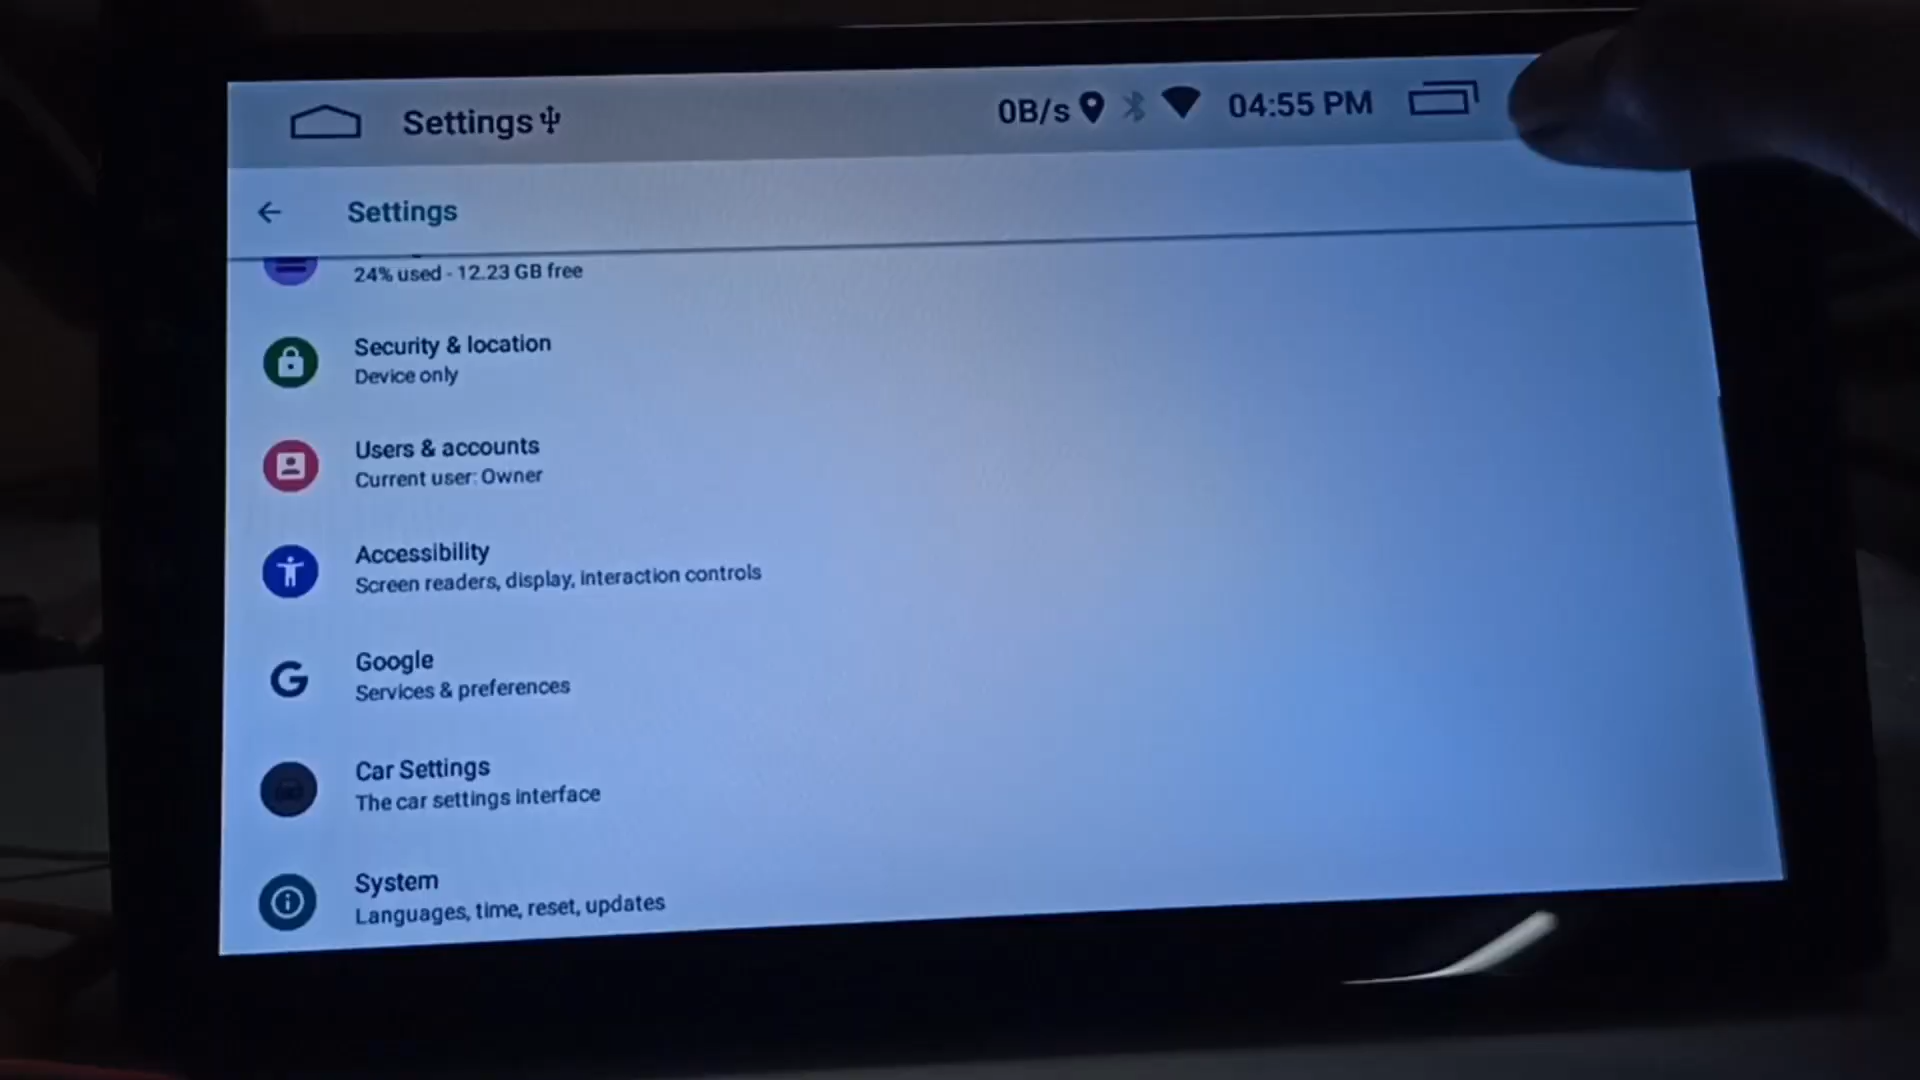 Settings
0B/s
04:55 PM
Settings
24% used - 12.23 GB free
Security & location
Device only
Users & accounts
Current user: Owner
Accessibility
Screen readers, display, interaction controls
Google
Services & preferences
Car Settings
The car settings interface
System
Languages, time, reset, updates